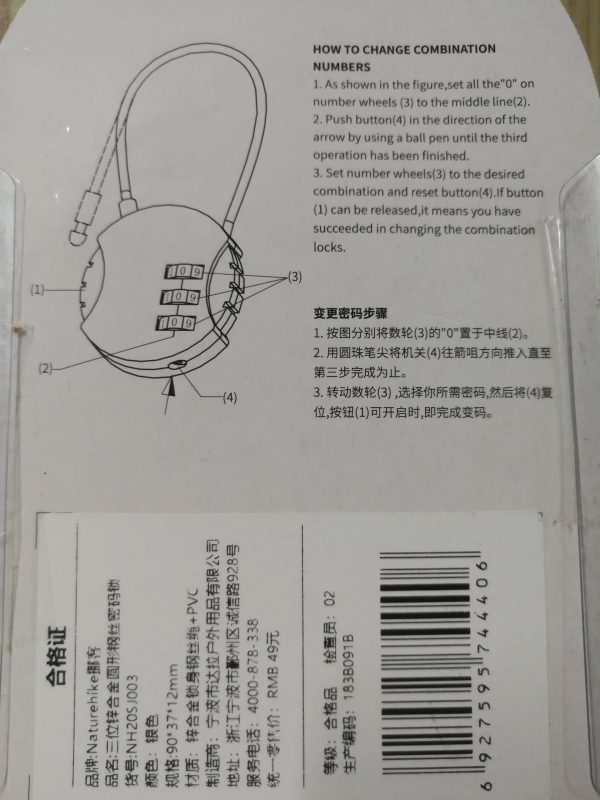 HOW TO CHANGE COMBINATION
NUMBERS
1. As shown in the figure,set all the"0" on
number wheels (3) to the middle line(2).
2. Push button(4) in the direction of the
arrow by using a ball pen until the third
operation has been finished.
3. Set number wheels(3) to the desired
combination and reset button(4).If button
(1) can be released,it means you have
succeeded in changing the combination
locks.
(1)
(2)
(3)
(4)
1 0 9
1 0 9
1 0 9
变更密码步骤
1. 按图分别将数轮(3)的"0"置于中线(2)。
2. 用圆珠笔尖将机关(4)往箭咀方向推入直至
第三步完成为止。
3. 转动数轮(3) ,选择你所需密码,然后将(4)复
位,按钮(1)可开启时,即完成变码。
合格证
品牌:Naturehike挪客
品名:三位锌合金圆形钢丝密码锁
货号:NH20SJ003
颜色：银色
规格:90*37*12mm
材质：锌合金锁身钢丝绳+PVC
制造商：宁波市达拉户外用品有限公司
地址：浙江宁波市鄞州区诚信路928号
服务电话：4000-878-338
统一零售价：RMB 49元
等级：合格品 检查员：02
生产编码：183B091B
6 927595 744406